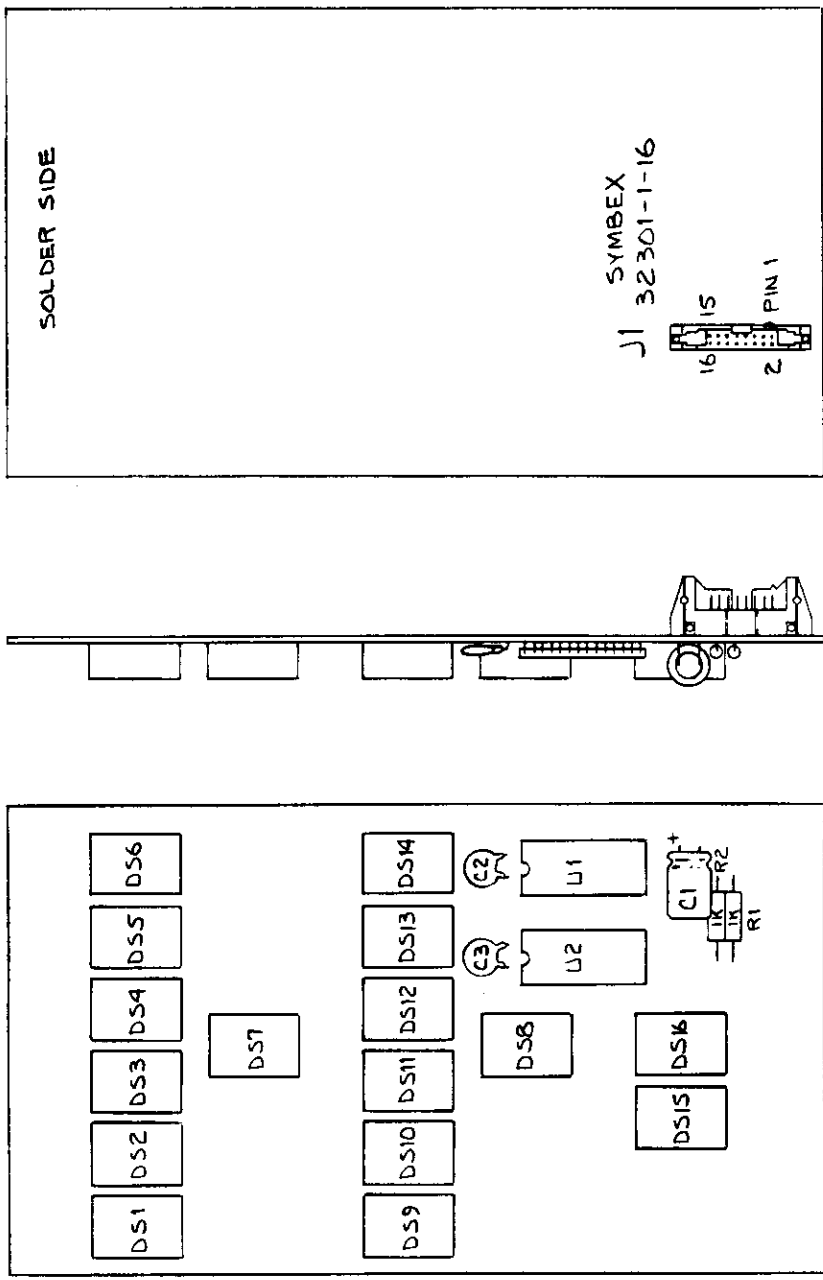 SOLDER SIDE
SYMBEX
J1 32301-1-16
16 15
2 PIN 1
DS1 DS2 DS3 DS4 DS5 DS6
DS7
DS9 DS10 DS11 DS12 DS13 DS14
C3 C2
DS8 U2 U1
DS15 DS16
C1 +
1K R2
1K
R1